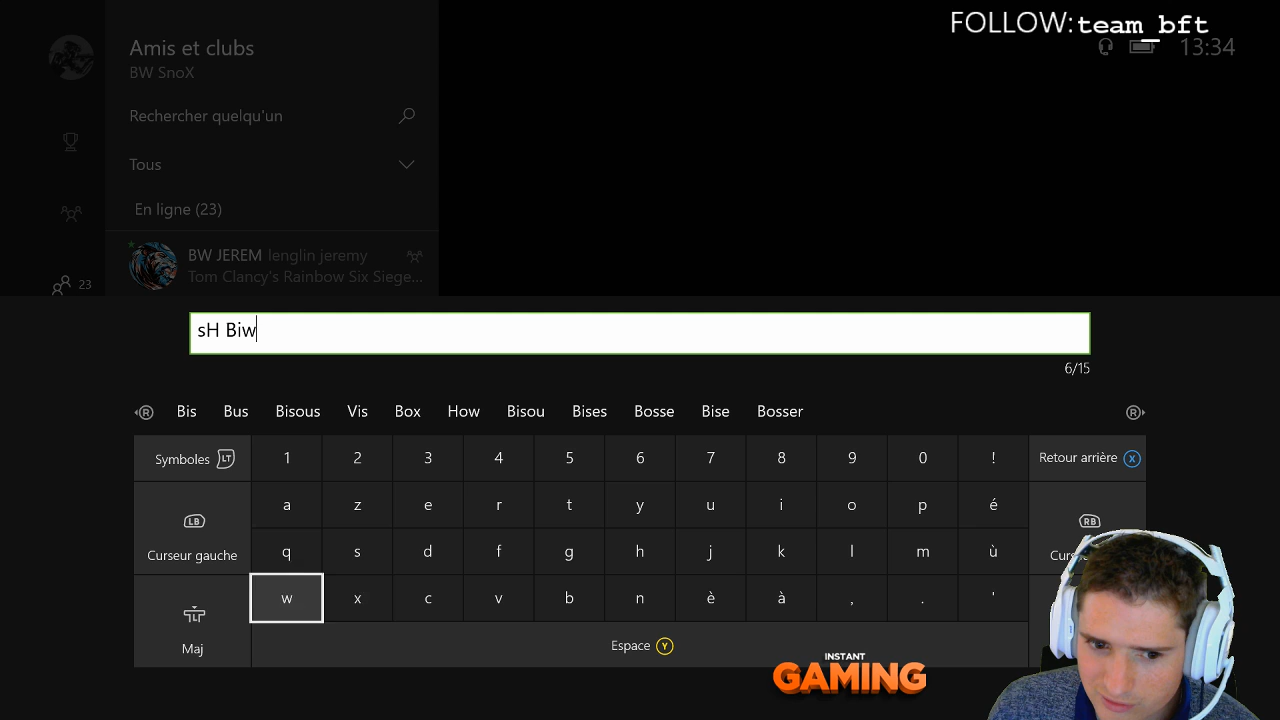 FOLLOW:team_bft
13:34
Amis et clubs
BW SnoX
Rechercher quelqu'un
Tous
En ligne (23)
BW JEREM lenglin jeremy
Tom Clancy's Rainbow Six Siege...
23
sH Biw
6/15
R Bis Bus Bisous Vis Box How Bisou Bises Bosse Bise Bosser R
Symboles LT 1 2 3 4 5 6 7 8 9 0 ! Retour arrière X
LB a z e r t y u i o p é RB
Curseur gauche q s d f g h j k l m ù Cu
LT w x c v b n è à , . '
Maj
Espace Y
INSTANT
GAMING